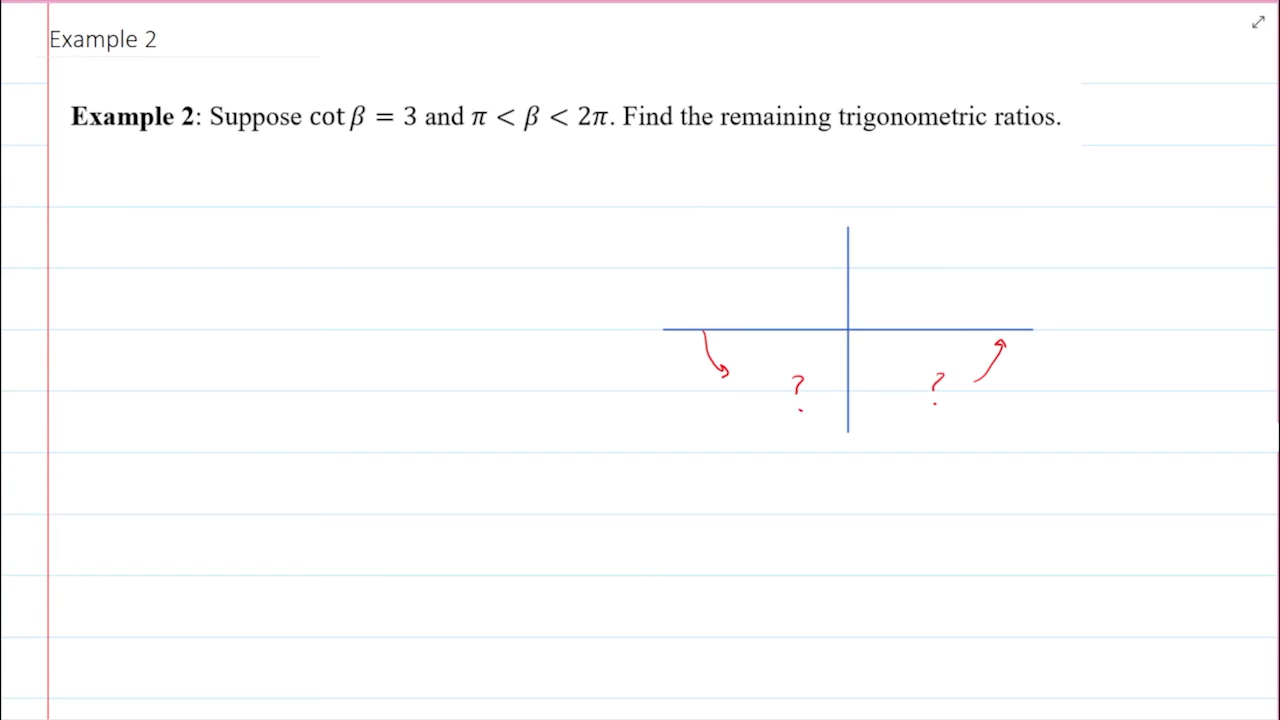 Example 2
Example 2: Suppose cot β = 3 and π < β < 2π. Find the remaining trigonometric ratios.
? ?